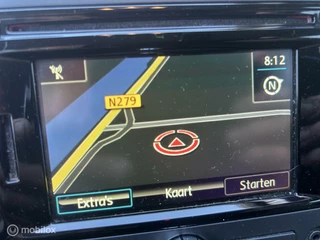 8:12
N
N279
Extra's
Kaart
Starten
mobilox